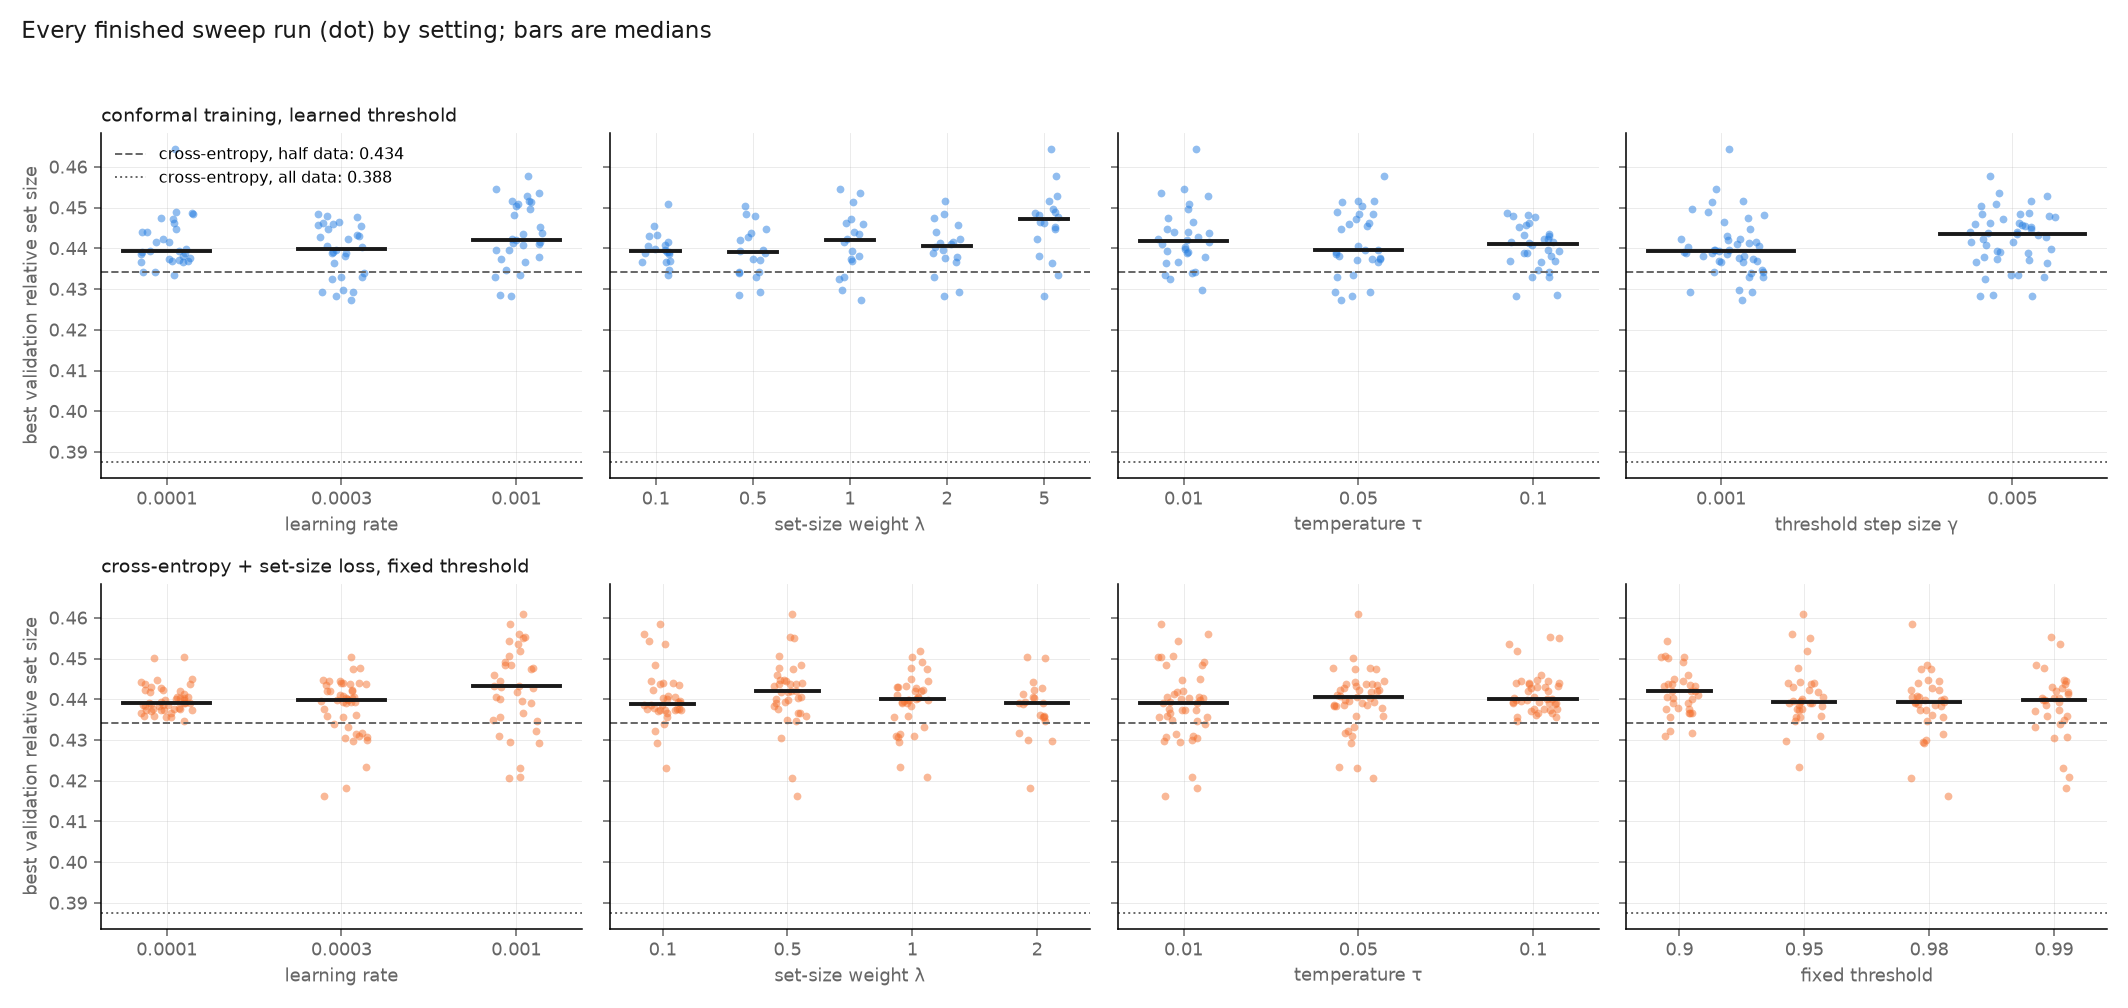 Every finished sweep run (dot) by setting; bars are medians
conformal training, learned threshold
cross-entropy, half data: 0.434
cross-entropy, all data: 0.388
best validation relative set size
0.46
0.45
0.44
0.43
0.42
0.41
0.40
0.39
0.0001 0.0003 0.001
learning rate
0.1 0.5 1 2 5
set-size weight λ
0.01 0.05 0.1
temperature τ
0.001 0.005
threshold step size γ
cross-entropy + set-size loss, fixed threshold
best validation relative set size
0.46
0.45
0.44
0.43
0.42
0.41
0.40
0.39
0.0001 0.0003 0.001
learning rate
0.1 0.5 1 2
set-size weight λ
0.01 0.05 0.1
temperature τ
0.9 0.95 0.98 0.99
fixed threshold